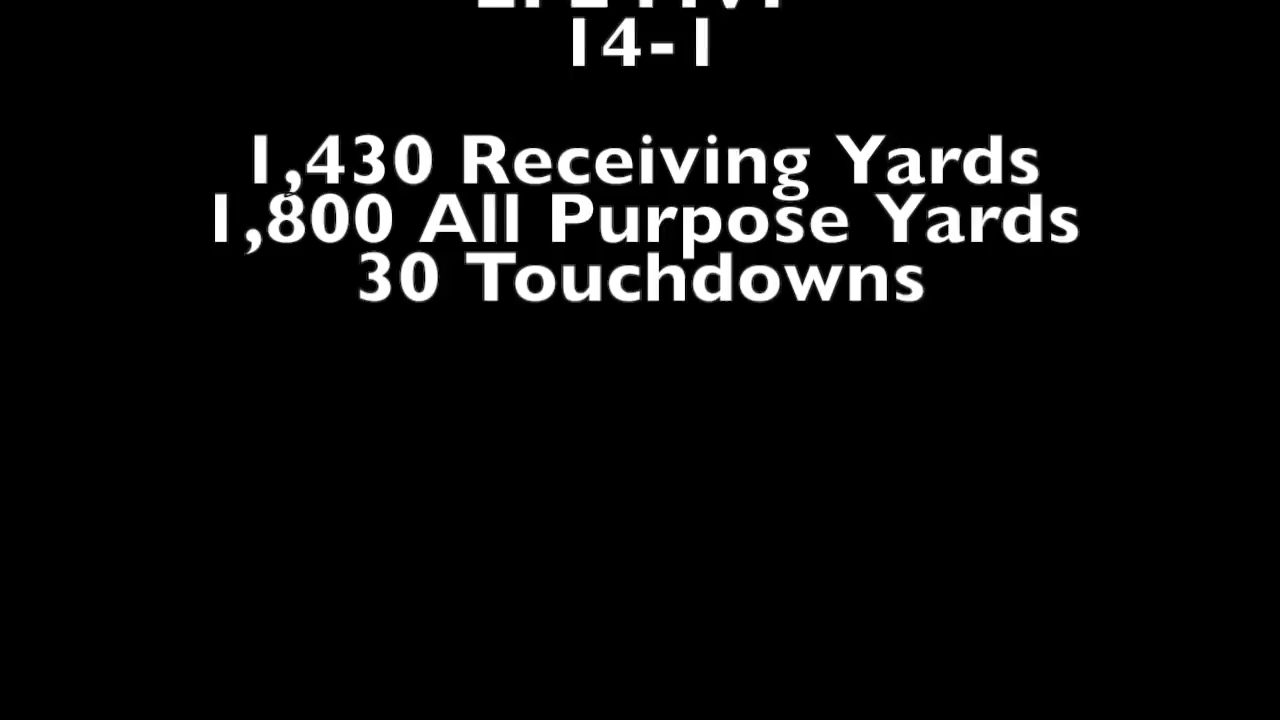 14-1
1,430 Receiving Yards
1,800 All Purpose Yards
30 Touchdowns